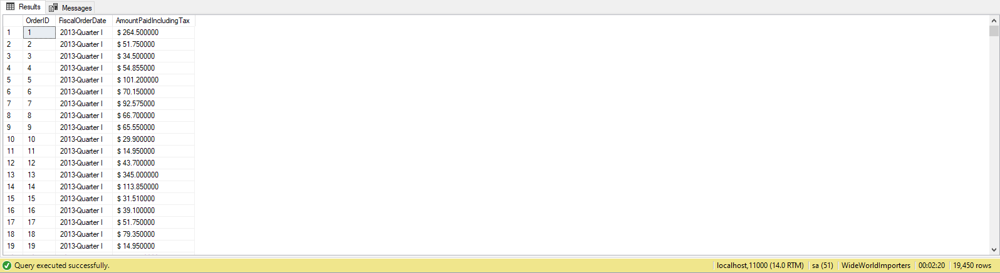 Results Messages
OrderID FiscalOrderDate AmountPaidIncludingTax
1 1 2013-Quarter I $ 264.500000
2 2 2013-Quarter I $ 51.750000
3 3 2013-Quarter I $ 34.500000
4 4 2013-Quarter I $ 54.855000
5 5 2013-Quarter I $ 101.200000
6 6 2013-Quarter I $ 70.150000
7 7 2013-Quarter I $ 92.575000
8 8 2013-Quarter I $ 66.700000
9 9 2013-Quarter I $ 65.550000
10 10 2013-Quarter I $ 29.900000
11 11 2013-Quarter I $ 14.950000
12 12 2013-Quarter I $ 43.700000
13 13 2013-Quarter I $ 345.000000
14 14 2013-Quarter I $ 113.850000
15 15 2013-Quarter I $ 31.510000
16 16 2013-Quarter I $ 39.100000
17 17 2013-Quarter I $ 51.750000
18 18 2013-Quarter I $ 79.350000
19 19 2013-Quarter I $ 14.950000
Query executed successfully. localhost,11000 (14.0 RTM) sa (51) WideWorldImporters 00:02:20 19,450 rows